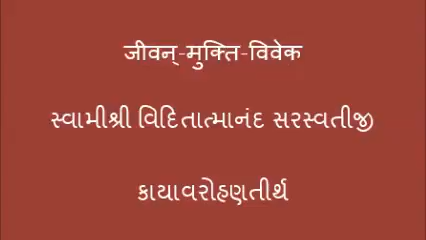 जीवन्-मुक्ति-विवेक
સ્વામીશ્રી વિદિતાત્માનંદ સરસ્વતીજી
કાયાવરોહણતીર્થ